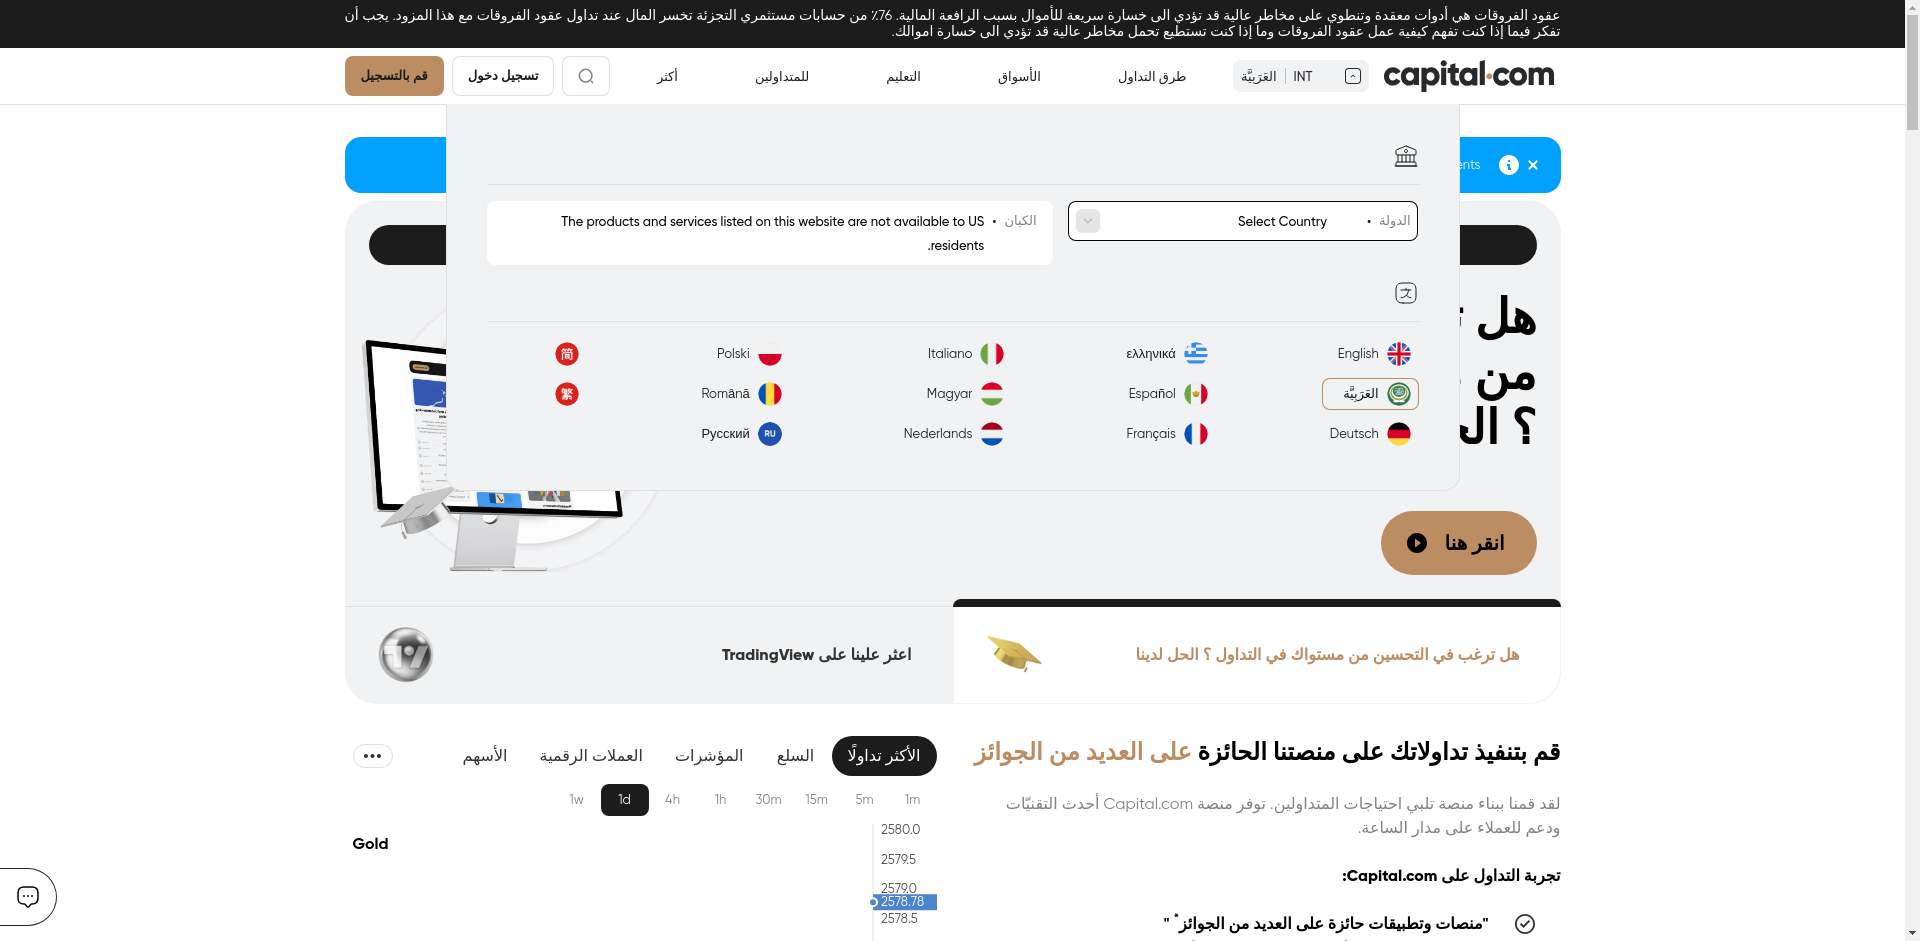 عقود الفروقات هي أدوات معقدة وتنطوي على مخاطر عالية قد تؤدي الى خسارة سريعة للأموال بسبب الرافعة المالية. 76٪ من حسابات مستثمري التجزئة تخسر المال عند تداول عقود الفروقات مع هذا المزود. يجب أن
تفكر فيما إذا كنت تفهم كيفية عمل عقود الفروقات وما إذا كنت تستطيع تحمل مخاطر عالية قد تؤدي الى خسارة اموالك.
capital.com
INT | العَرَبِيَّة
طرق التداول
الأسواق
التعليم
للمتداولين
أكثر
تسجيل دخول
قم بالتسجيل
الدولة • Select Country
الكيان • The products and services listed on this website are not available to US
residents.
English
ελληνικά
Italiano
Polski
简
العَرَبِيَّة
Español
Magyar
Română
繁
Deutsch
Français
Nederlands
RU Русский
هل
من
؟
انقر هنا
هل ترغب في التحسين من مستواك في التداول ؟ الحل لدينا
اعثر علينا على TradingView
قم بتنفيذ تداولاتك على منصتنا الحائزة على العديد من الجوائز
لقد قمنا ببناء منصة تلبي احتياجات المتداولين. توفر منصة Capital.com أحدث التقنيّات
ودعم للعملاء على مدار الساعة.
تجربة التداول على Capital.com:
"منصات وتطبيقات حائزة على العديد من الجوائز* "
الأكثر تداولًا
السلع
المؤشرات
العملات الرقمية
الأسهم
1m
5m
15m
30m
1h
4h
1d
1w
Gold
2580.0
2579.5
2579.0
2578.78
2578.5